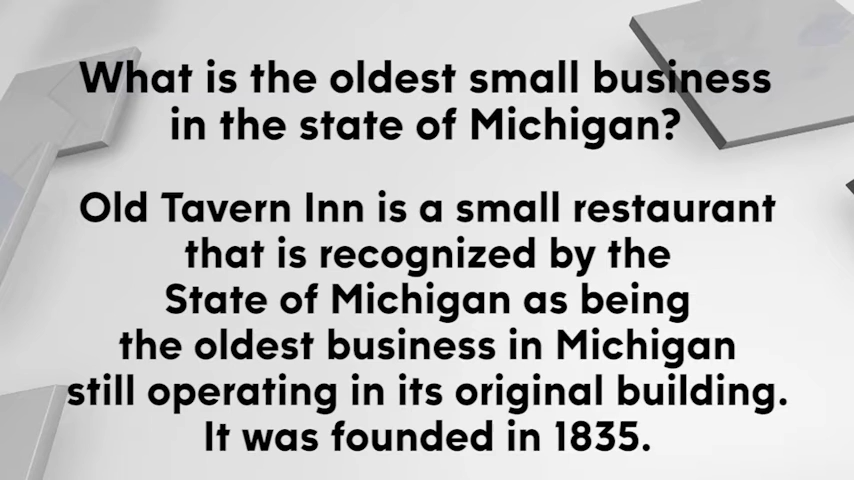 What is the oldest small business
in the state of Michigan?
Old Tavern Inn is a small restaurant
that is recognized by the
State of Michigan as being
the oldest business in Michigan
still operating in its original building.
It was founded in 1835.